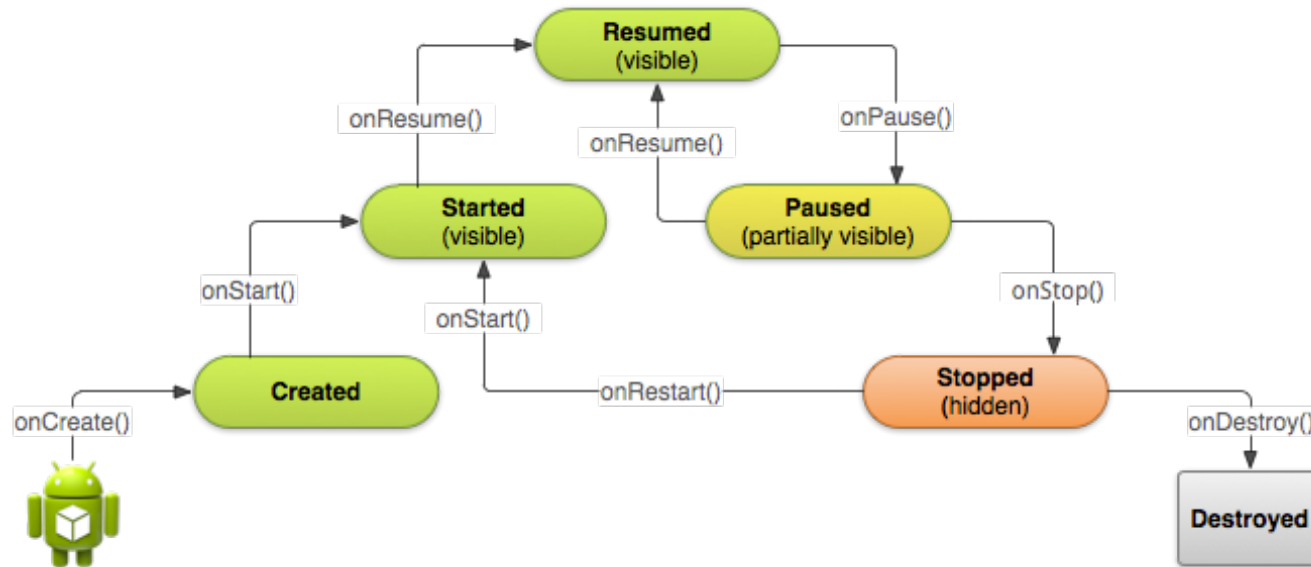 Resumed
(visible)
onResume()
onResume()
onPause()
Started
(visible)
Paused
(partially visible)
onStart()
onStart()
onStop()
Created
onRestart()
Stopped
(hidden)
onCreate()
onDestroy()
Destroyed